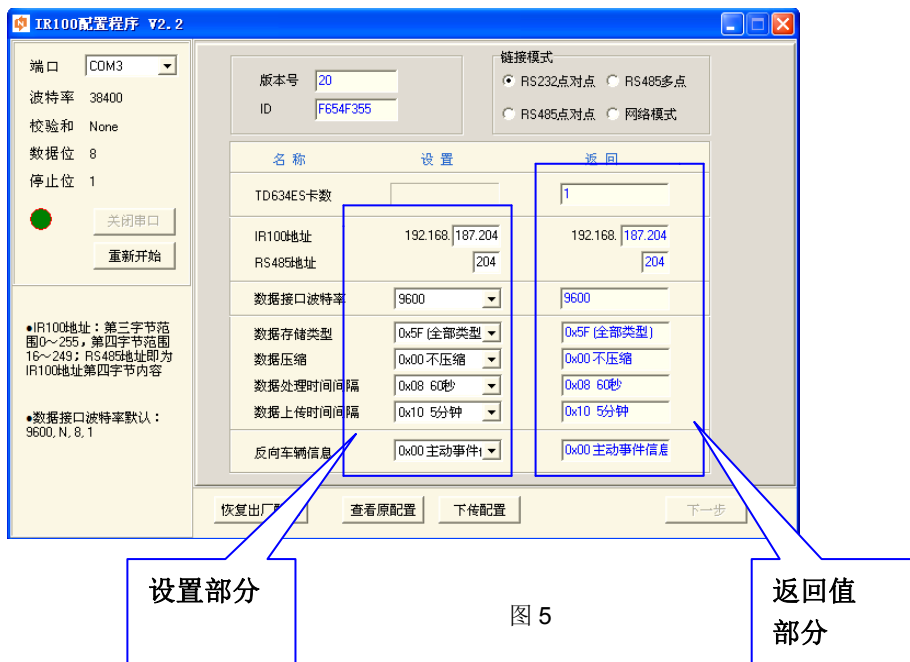 IR100配置程序 V2.2
端口 COM3
波特率 38400
校验和 None
数据位 8
停止位 1
关闭串口
重新开始
●IR100地址：第三字节范
围0～255，第四字节范围
16～249；RS485地址即为
IR100地址第四字节内容
●数据接口波特率默认：
9600,N,8,1
版本号 20
ID F654F355
链接模式
RS232点对点 RS485多点
RS485点对点 网络模式
名 称 设 置 返 回
TD634ES卡数 1
IR100地址 192.168. 187.204 192.168. 187.204
RS485地址 204 204
数据接口波特率 9600 9600
数据存储类型 0x5F (全部类型 0x5F (全部类型)
数据压缩 0x00 不压缩 0x00 不压缩
数据处理时间间隔 0x08 60秒 0x08 60秒
数据上传时间间隔 0x10 5分钟 0x10 5分钟
反向车辆信息 0x00 主动事件 0x00 主动事件信息
恢复出厂 查看原配置 下传配置 下一步
设置部分
图 5
返回值
部分